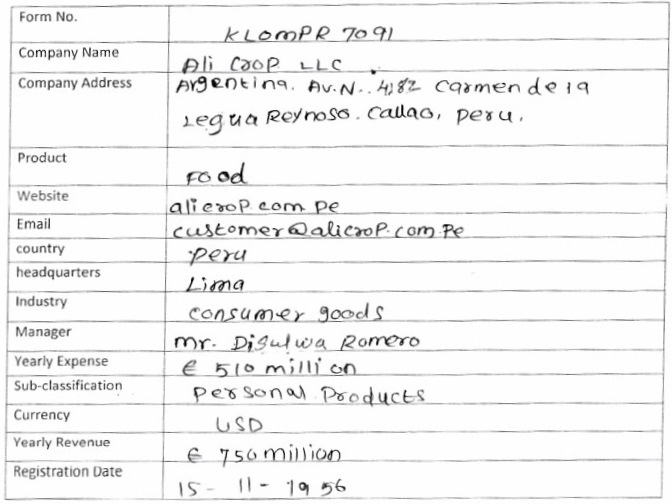 Form No. KLOMPR 7091
Company Name Ali Crop LLC
Company Address Argentina. Av.N.. 4182 Carmen de la
Legua Reynoso. Callao, Peru.
Product Food
Website alicrop.com.pe
Email customer@alicrop.com.pe
country Peru
headquarters Lima
Industry consumer goods
Manager Mr. Disulwa Romero
Yearly Expense € 510 million
Sub-classification Personal Products
Currency USD
Yearly Revenue € 750 million
Registration Date 15 - 11 - 1956